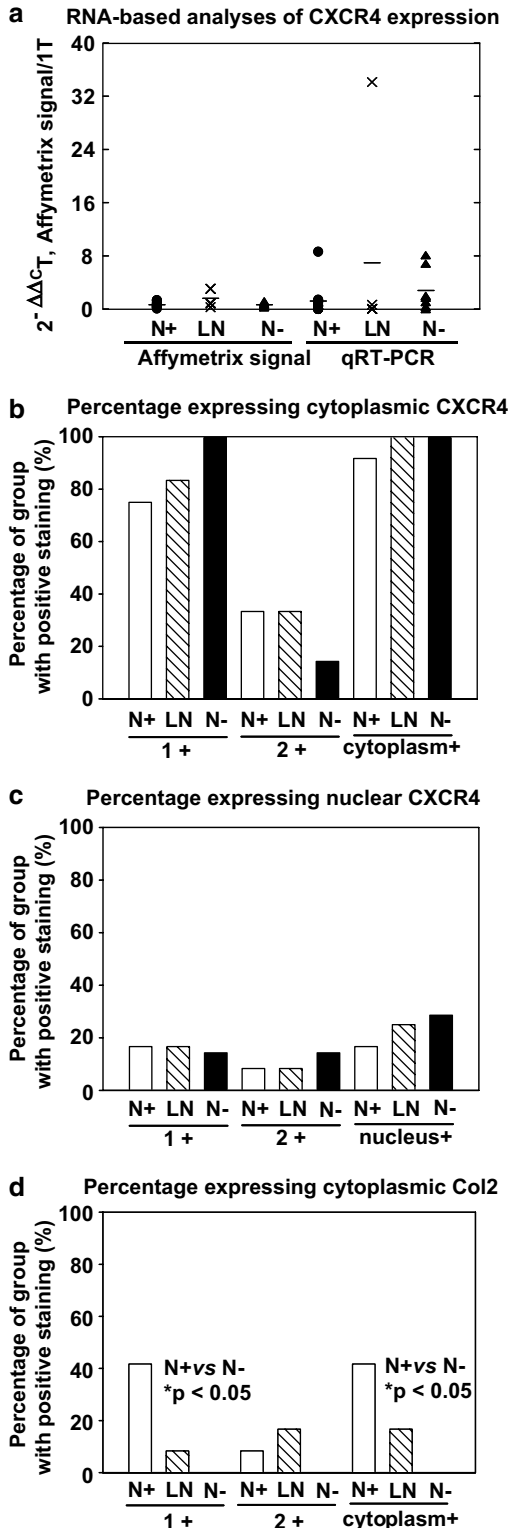 a RNA-based analyses of CXCR4 expression
2⁻ ΔΔCT, Affymetrix signal/1T
40
32
24
16
8
0
N+ LN N- N+ LN N-
Affymetrix signal qRT-PCR
b Percentage expressing cytoplasmic CXCR4
Percentage of group
with positive staining (%)
100
80
60
40
20
0
N+ LN N- N+ LN N- N+ LN N-
1 + 2 + cytoplasm+
c Percentage expressing nuclear CXCR4
Percentage of group
with positive staining (%)
100
80
60
40
20
0
N+ LN N- N+ LN N- N+ LN N-
1 + 2 + nucleus+
d Percentage expressing cytoplasmic Col2
Percentage of group
with positive staining (%)
100
80
60
40
20
0
N+vs N-
*p < 0.05
N+vs N-
*p < 0.05
N+ LN N- N+ LN N- N+ LN N-
1 + 2 + cytoplasm+